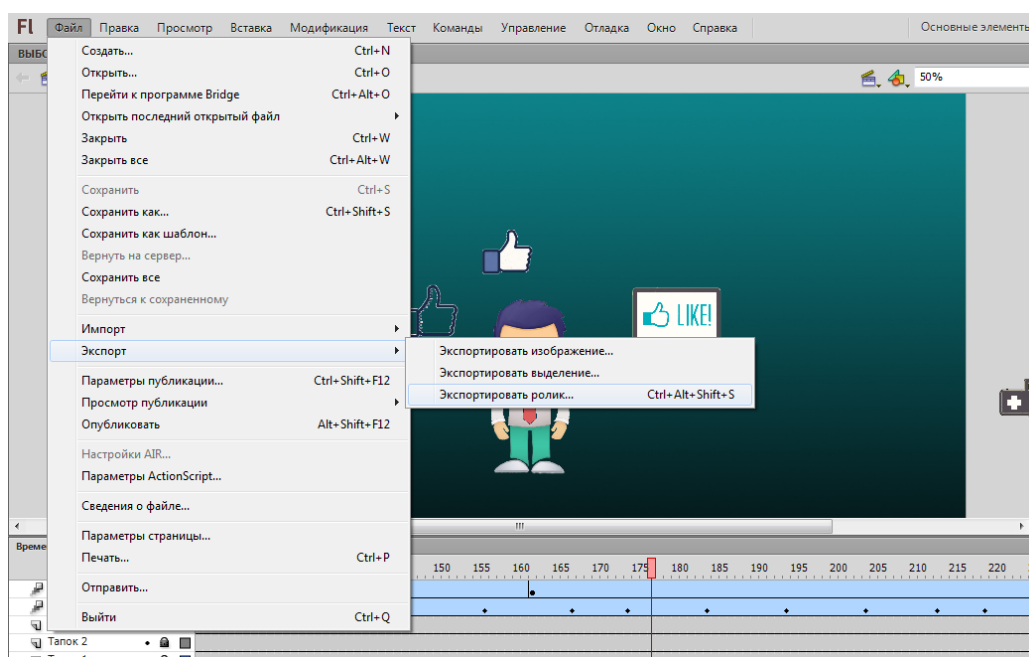 Fl Файл Правка Просмотр Вставка Модификация Текст Команды Управление Отладка Окно Справка Основные элементы
Создать... Ctrl+N
Открыть... Ctrl+O
50%
Перейти к программе Bridge Ctrl+Alt+O
Открыть последний открытый файл
Закрыть Ctrl+W
Закрыть все Ctrl+Alt+W
Сохранить Ctrl+S
Сохранить как... Ctrl+Shift+S
Сохранить как шаблон...
Вернуть на сервер...
Сохранить все
Вернуться к сохраненному
LIKE!
Импорт
Экспорт
Экспортировать изображение...
Экспортировать выделение...
Экспортировать ролик... Ctrl+Alt+Shift+S
Параметры публикации... Ctrl+Shift+F12
Просмотр публикации
Опубликовать Alt+Shift+F12
Настройки AIR...
Параметры ActionScript...
Сведения о файле...
Параметры страницы...
Печать... Ctrl+P
Отправить...
Выйти Ctrl+Q
150 155 160 165 170 175 180 185 190 195 200 205 210 215 220
Тапок 2